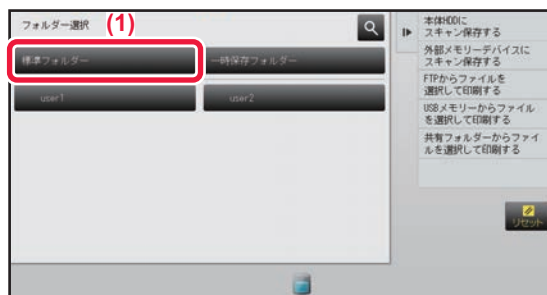 フォルダー選択
(1)
標準フォルダー
一時保存フォルダー
user1
user2
本体HDDに
スキャン保存する
外部メモリーデバイスに
スキャン保存する
FTPからファイルを
選択して印刷する
USBメモリーからファイル
を選択して印刷する
共有フォルダーからファイ
ルを選択して印刷する
リセット